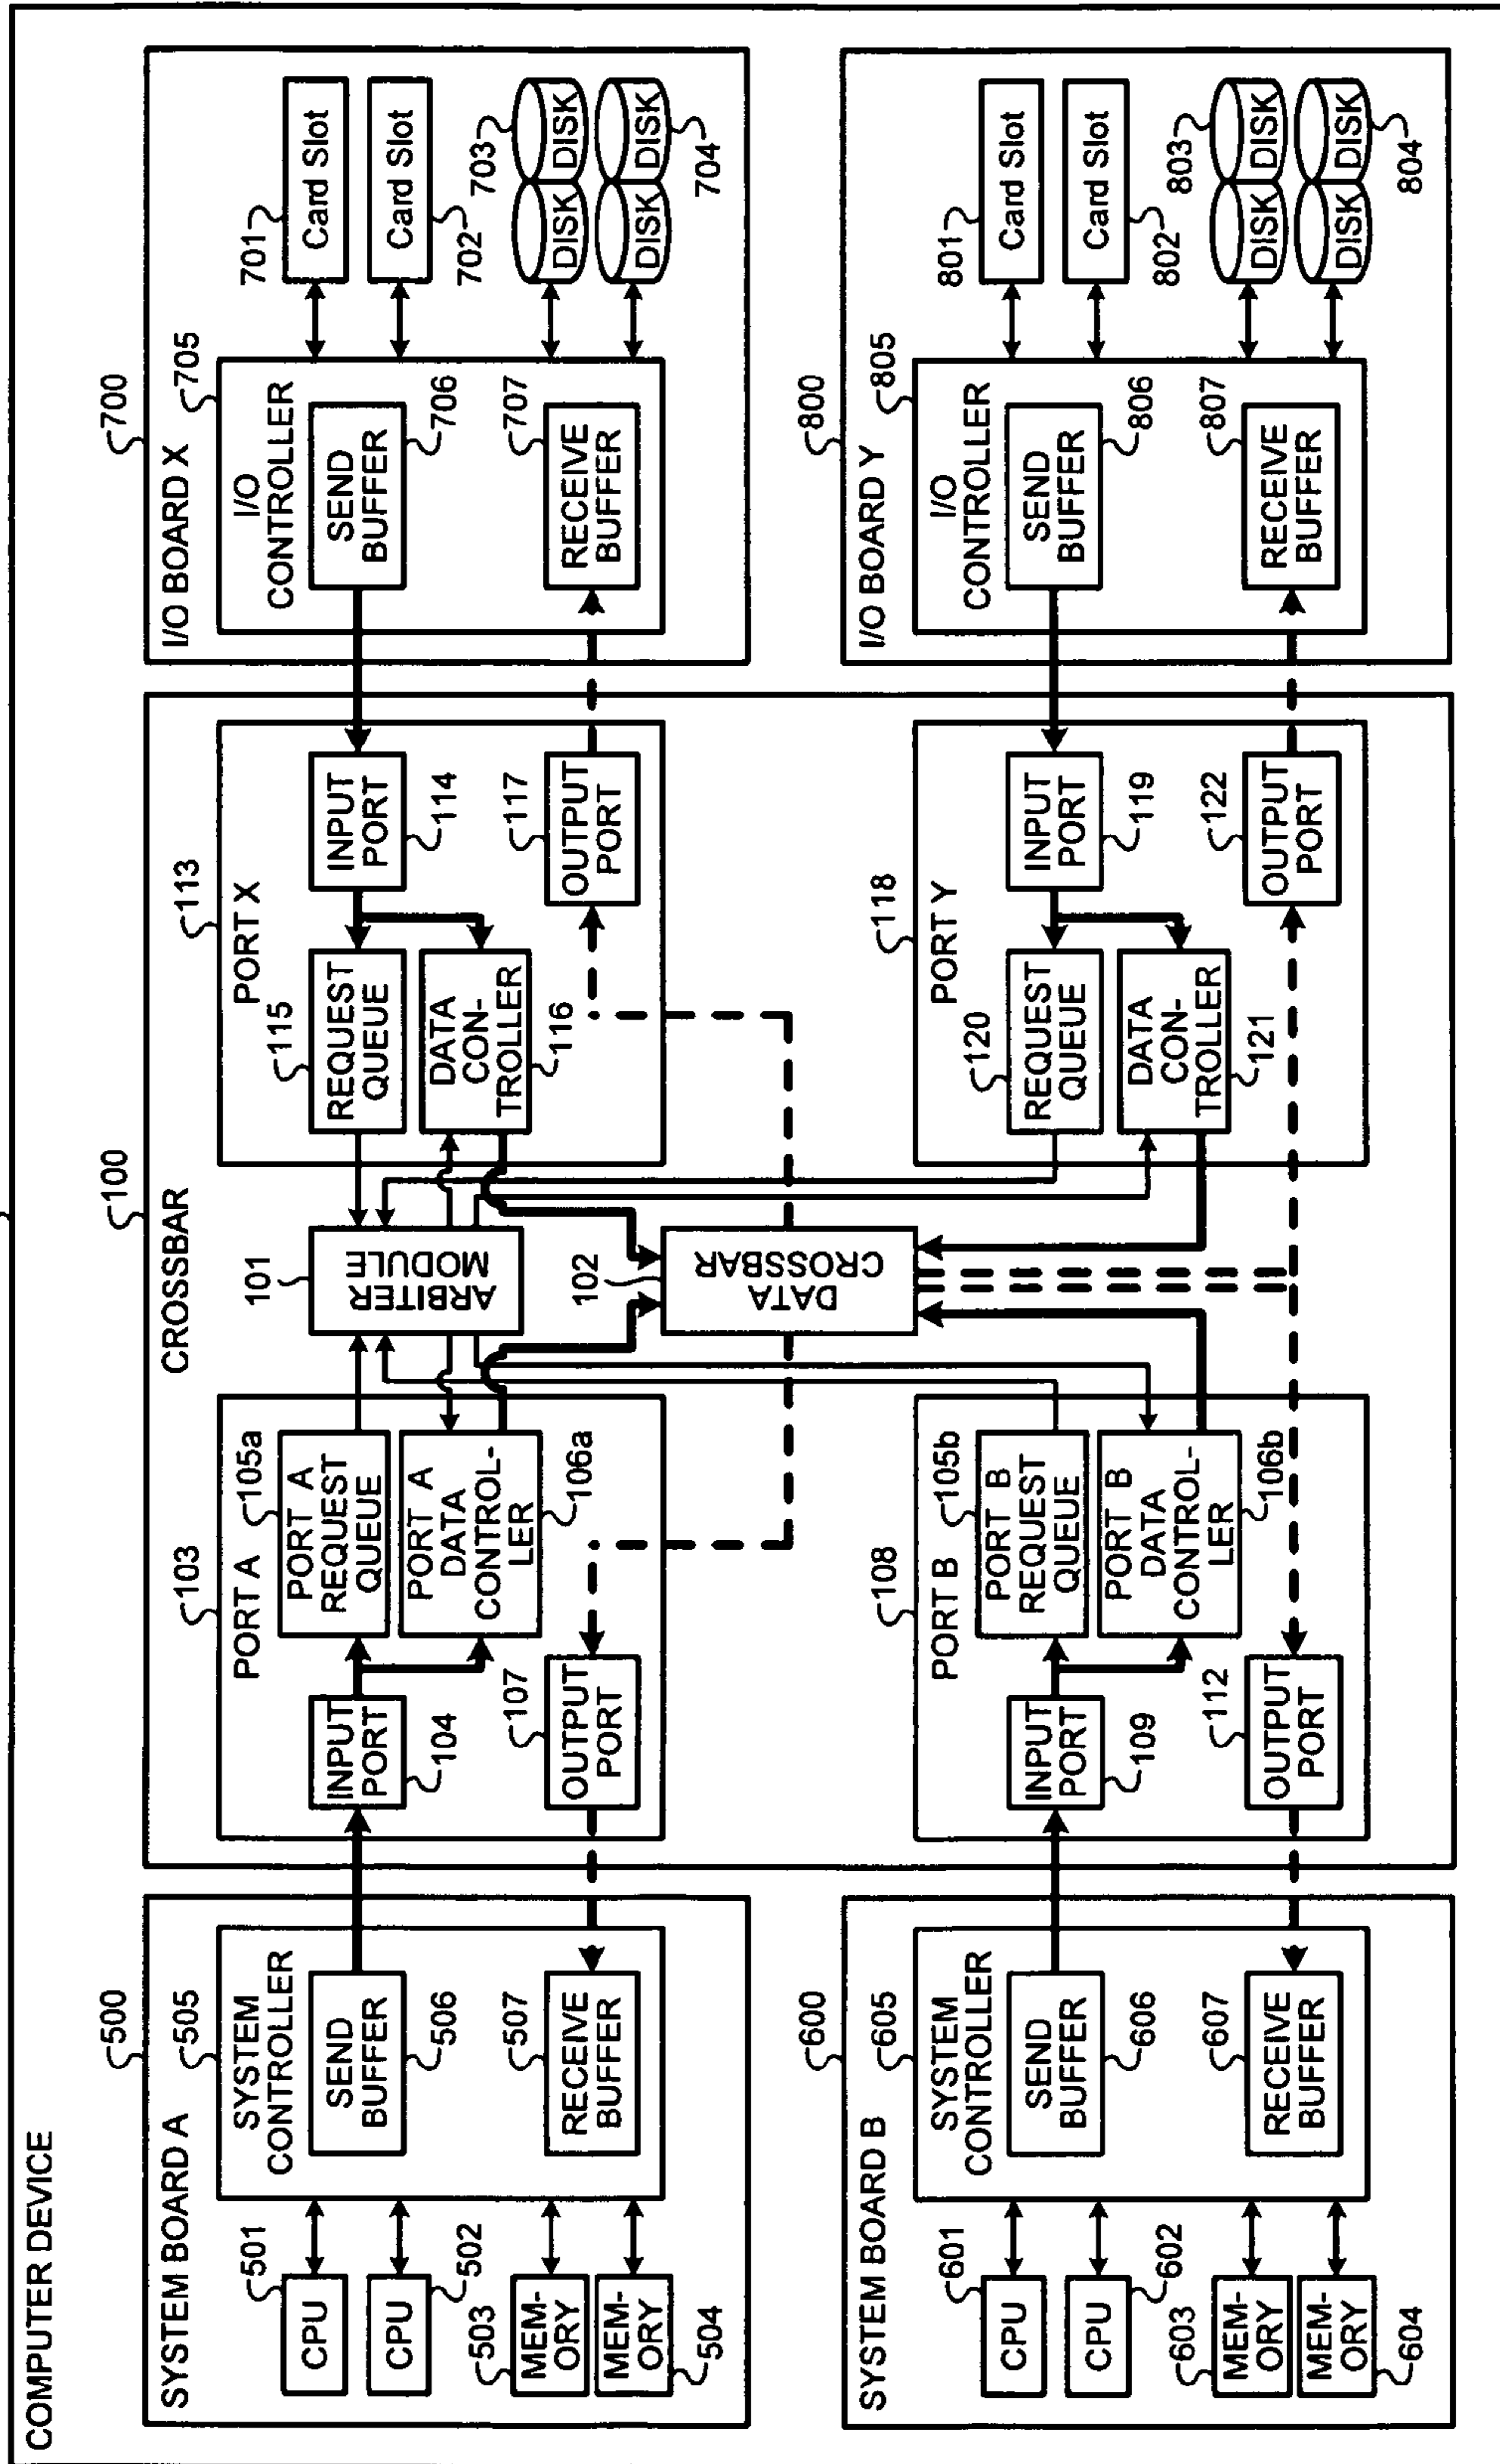 COMPUTER DEVICE
500
SYSTEM BOARD A
505
SYSTEM
CONTROLLER
SEND
BUFFER
506
507
RECEIVE
BUFFER
501
CPU
CPU
502
503
MEM-
ORY
MEM-
ORY
504
100
CROSSBAR
103
PORT A
INPUT
PORT
104
PORT A
REQUEST
QUEUE
105a
PORT A
DATA
CONTROL-
LER
106a
107
OUTPUT
PORT
101
ARBITER
MODULE
102
DATA
CROSSBAR
113
PORT X
115
REQUEST
QUEUE
DATA
CON-
TROLLER
116
INPUT
PORT
114
117
OUTPUT
PORT
700
I/O BOARD X
705
I/O
CONTROLLER
SEND
BUFFER
706
707
RECEIVE
BUFFER
701
Card Slot
Card Slot
702
703
DISK
DISK
DISK
DISK
704
600
SYSTEM BOARD B
605
SYSTEM
CONTROLLER
SEND
BUFFER
606
607
RECEIVE
BUFFER
601
CPU
CPU
602
603
MEM-
ORY
MEM-
ORY
604
108
PORT B
INPUT
PORT
109
PORT B
REQUEST
QUEUE
105b
PORT B
DATA
CONTROL-
LER
106b
112
OUTPUT
PORT
118
PORT Y
120
REQUEST
QUEUE
DATA
CON-
TROLLER
121
INPUT
PORT
119
122
OUTPUT
PORT
800
I/O BOARD Y
805
I/O
CONTROLLER
SEND
BUFFER
806
807
RECEIVE
BUFFER
801
Card Slot
Card Slot
802
803
DISK
DISK
DISK
DISK
804